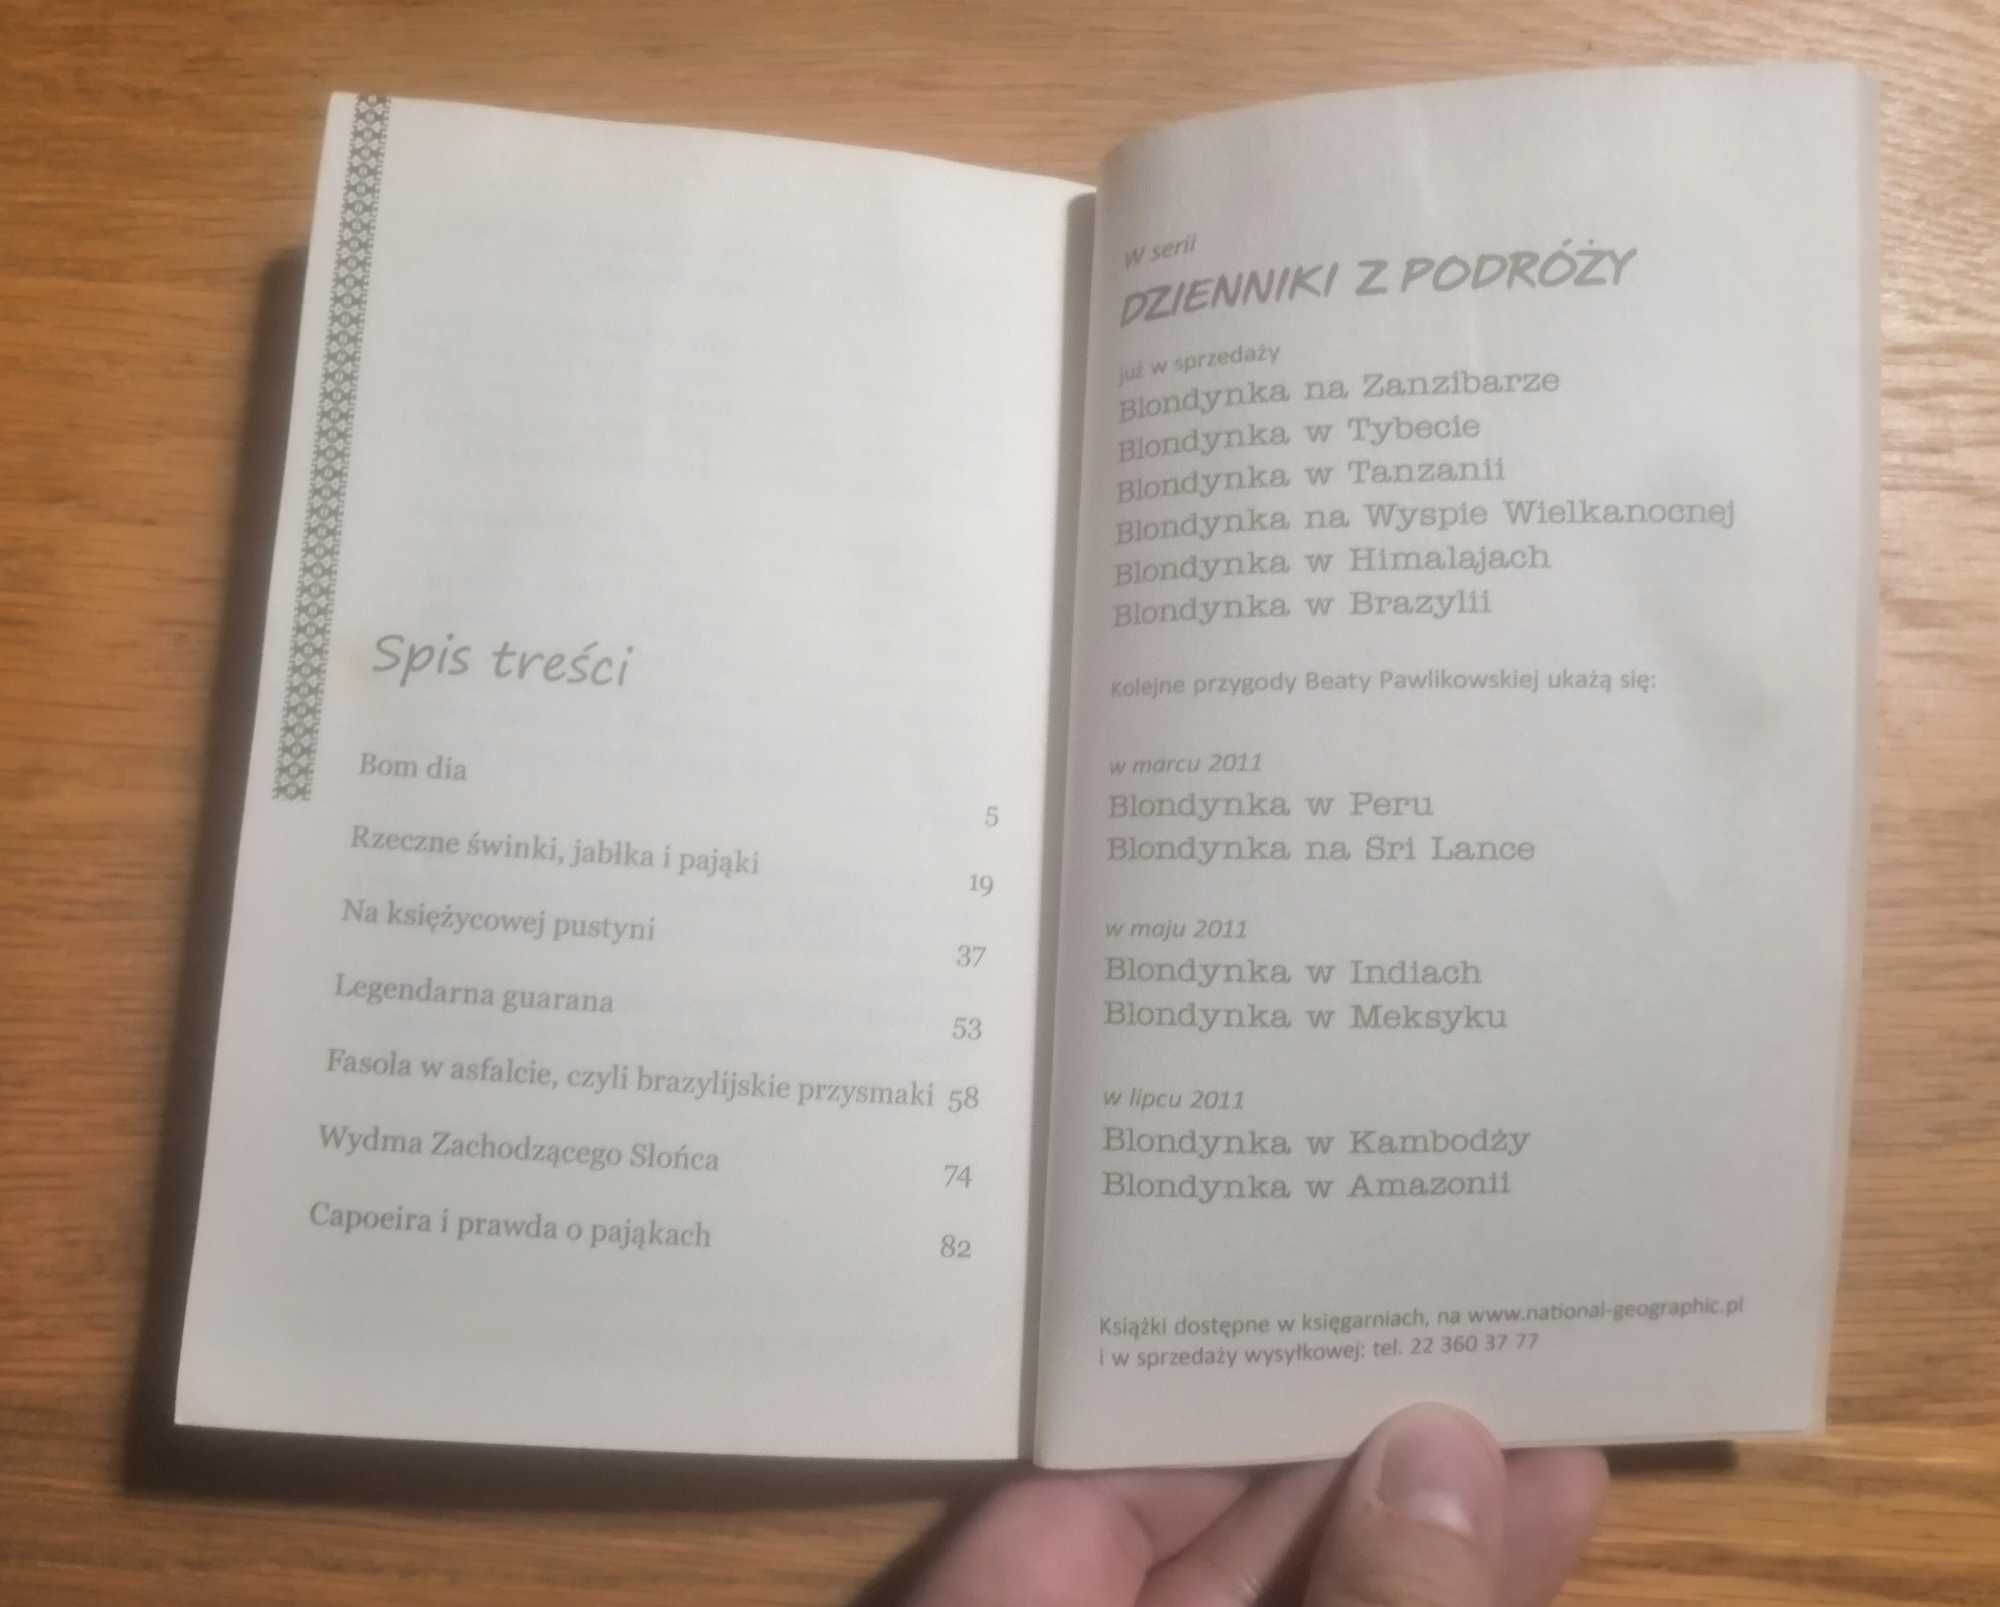 Spis treści
Bom dia 5
Rzeczne świnki, jabłka i pająki 19
Na księżycowej pustyni 37
Legendarna guarana 53
Fasola w asfalcie, czyli brazylijskie przysmaki 58
Wydma Zachodzącego Słońca 74
Capoeira i prawda o pająkach 82
W serii
DZIENNIKI Z PODRÓŻY
już w sprzedaży
Blondynka na Zanzibarze
Blondynka w Tybecie
Blondynka w Tanzanii
Blondynka na Wyspie Wielkanocnej
Blondynka w Himalajach
Blondynka w Brazylii
Kolejne przygody Beaty Pawlikowskiej ukażą się:
w marcu 2011
Blondynka w Peru
Blondynka na Sri Lance
w maju 2011
Blondynka w Indiach
Blondynka w Meksyku
w lipcu 2011
Blondynka w Kambodży
Blondynka w Amazonii
Książki dostępne w księgarniach, na www.national-geographic.pl
i w sprzedaży wysyłkowej: tel. 22 360 37 77